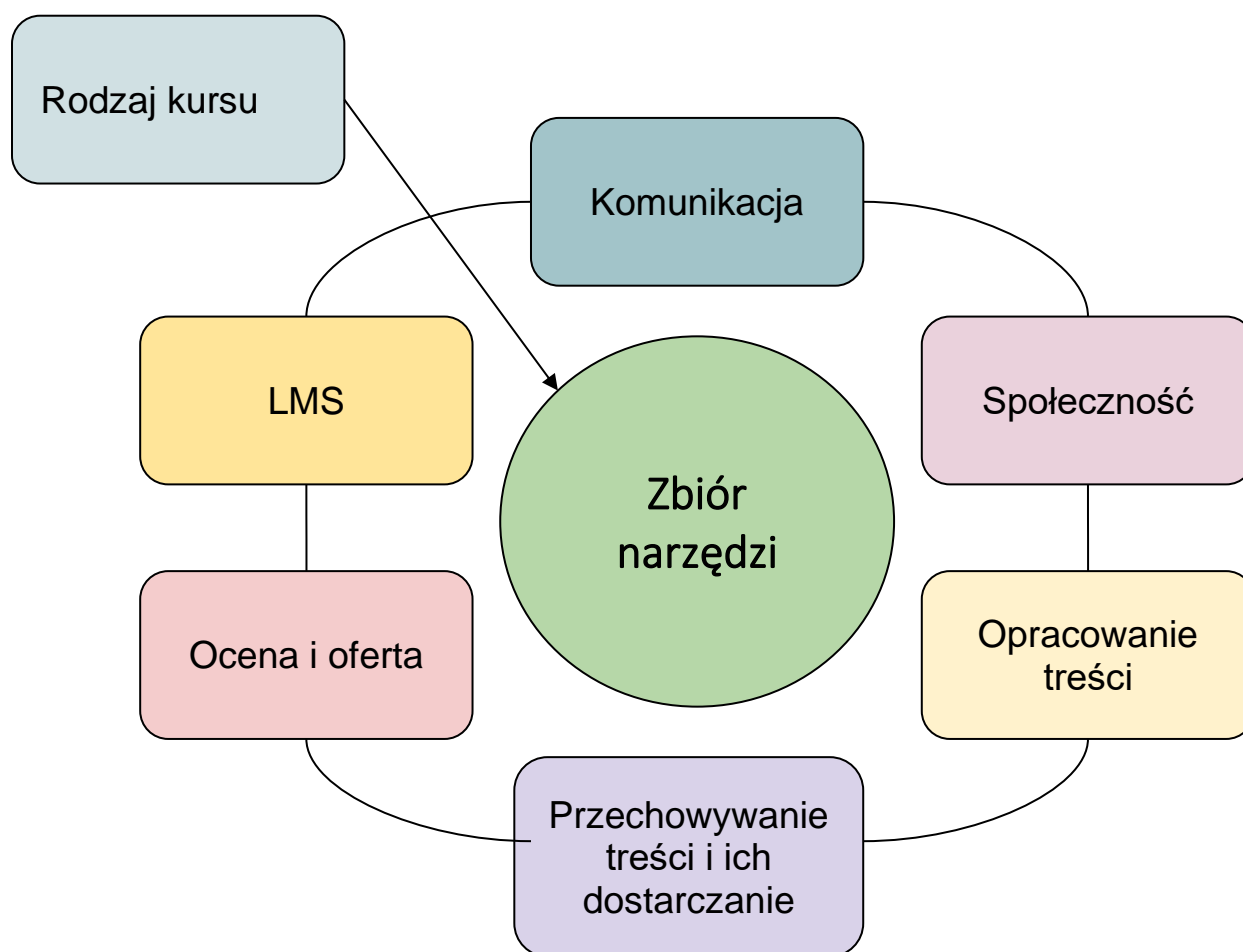 Rodzaj kursu
Komunikacja
LMS
Społeczność
Zbiór
narzędzi
Ocena i oferta
Opracowanie
treści
Przechowywanie
treści i ich
dostarczanie